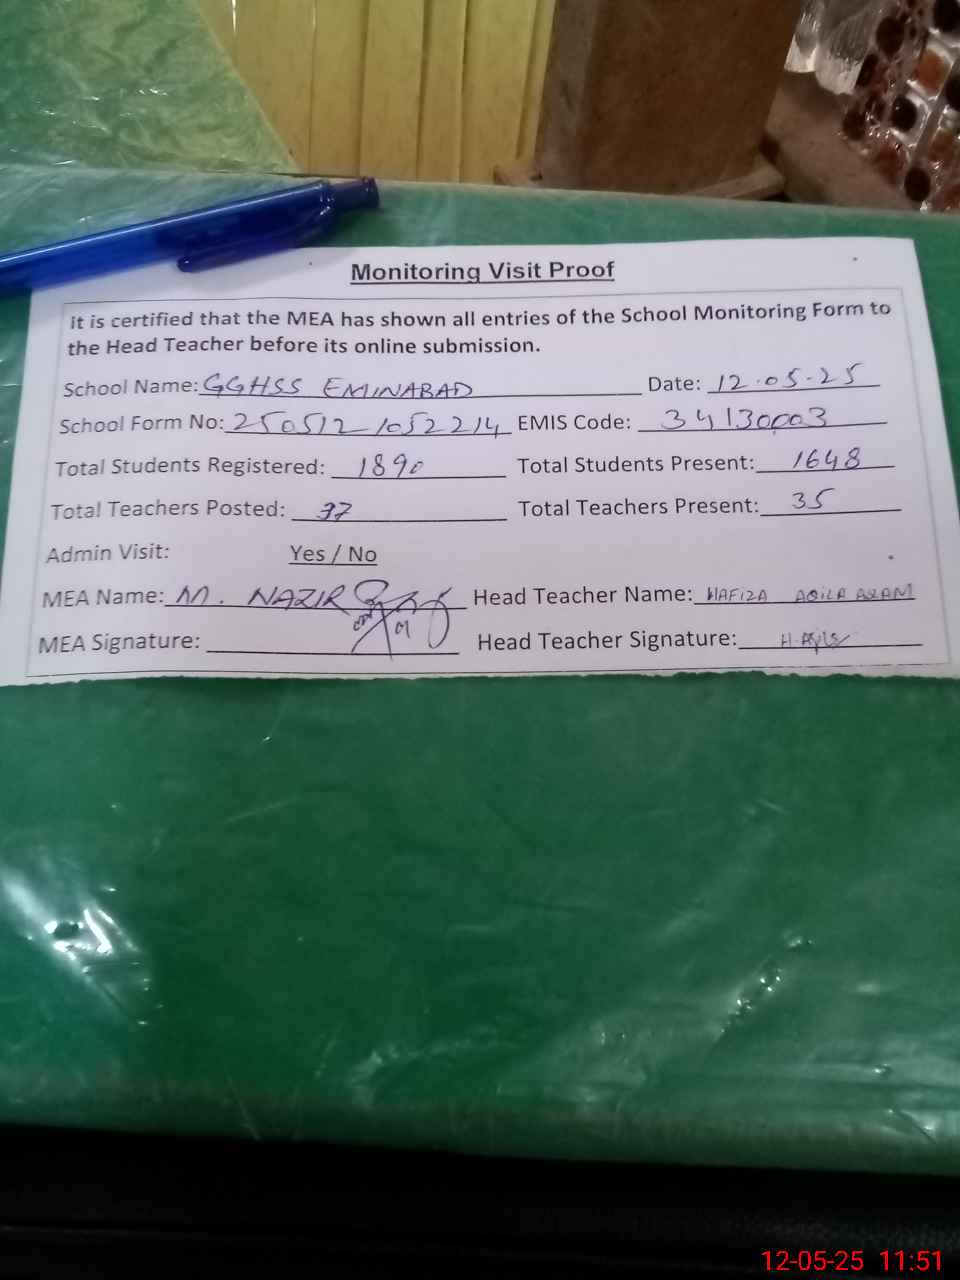 Monitoring Visit Proof
It is certified that the MEA has shown all entries of the School Monitoring Form to
the Head Teacher before its online submission.
School Name: GGHSS EMINABAD Date: 12.05-25
School Form No: 250512 1052214 EMIS Code: 34130003
Total Students Registered: 1890 Total Students Present: 1648
Total Teachers Posted: 37 Total Teachers Present: 35
Admin Visit: Yes / No
MEA Name: M. NAZIR Head Teacher Name: HAFIZA AQILA
MEA Signature: Head Teacher Signature:
12-05-25 11:51